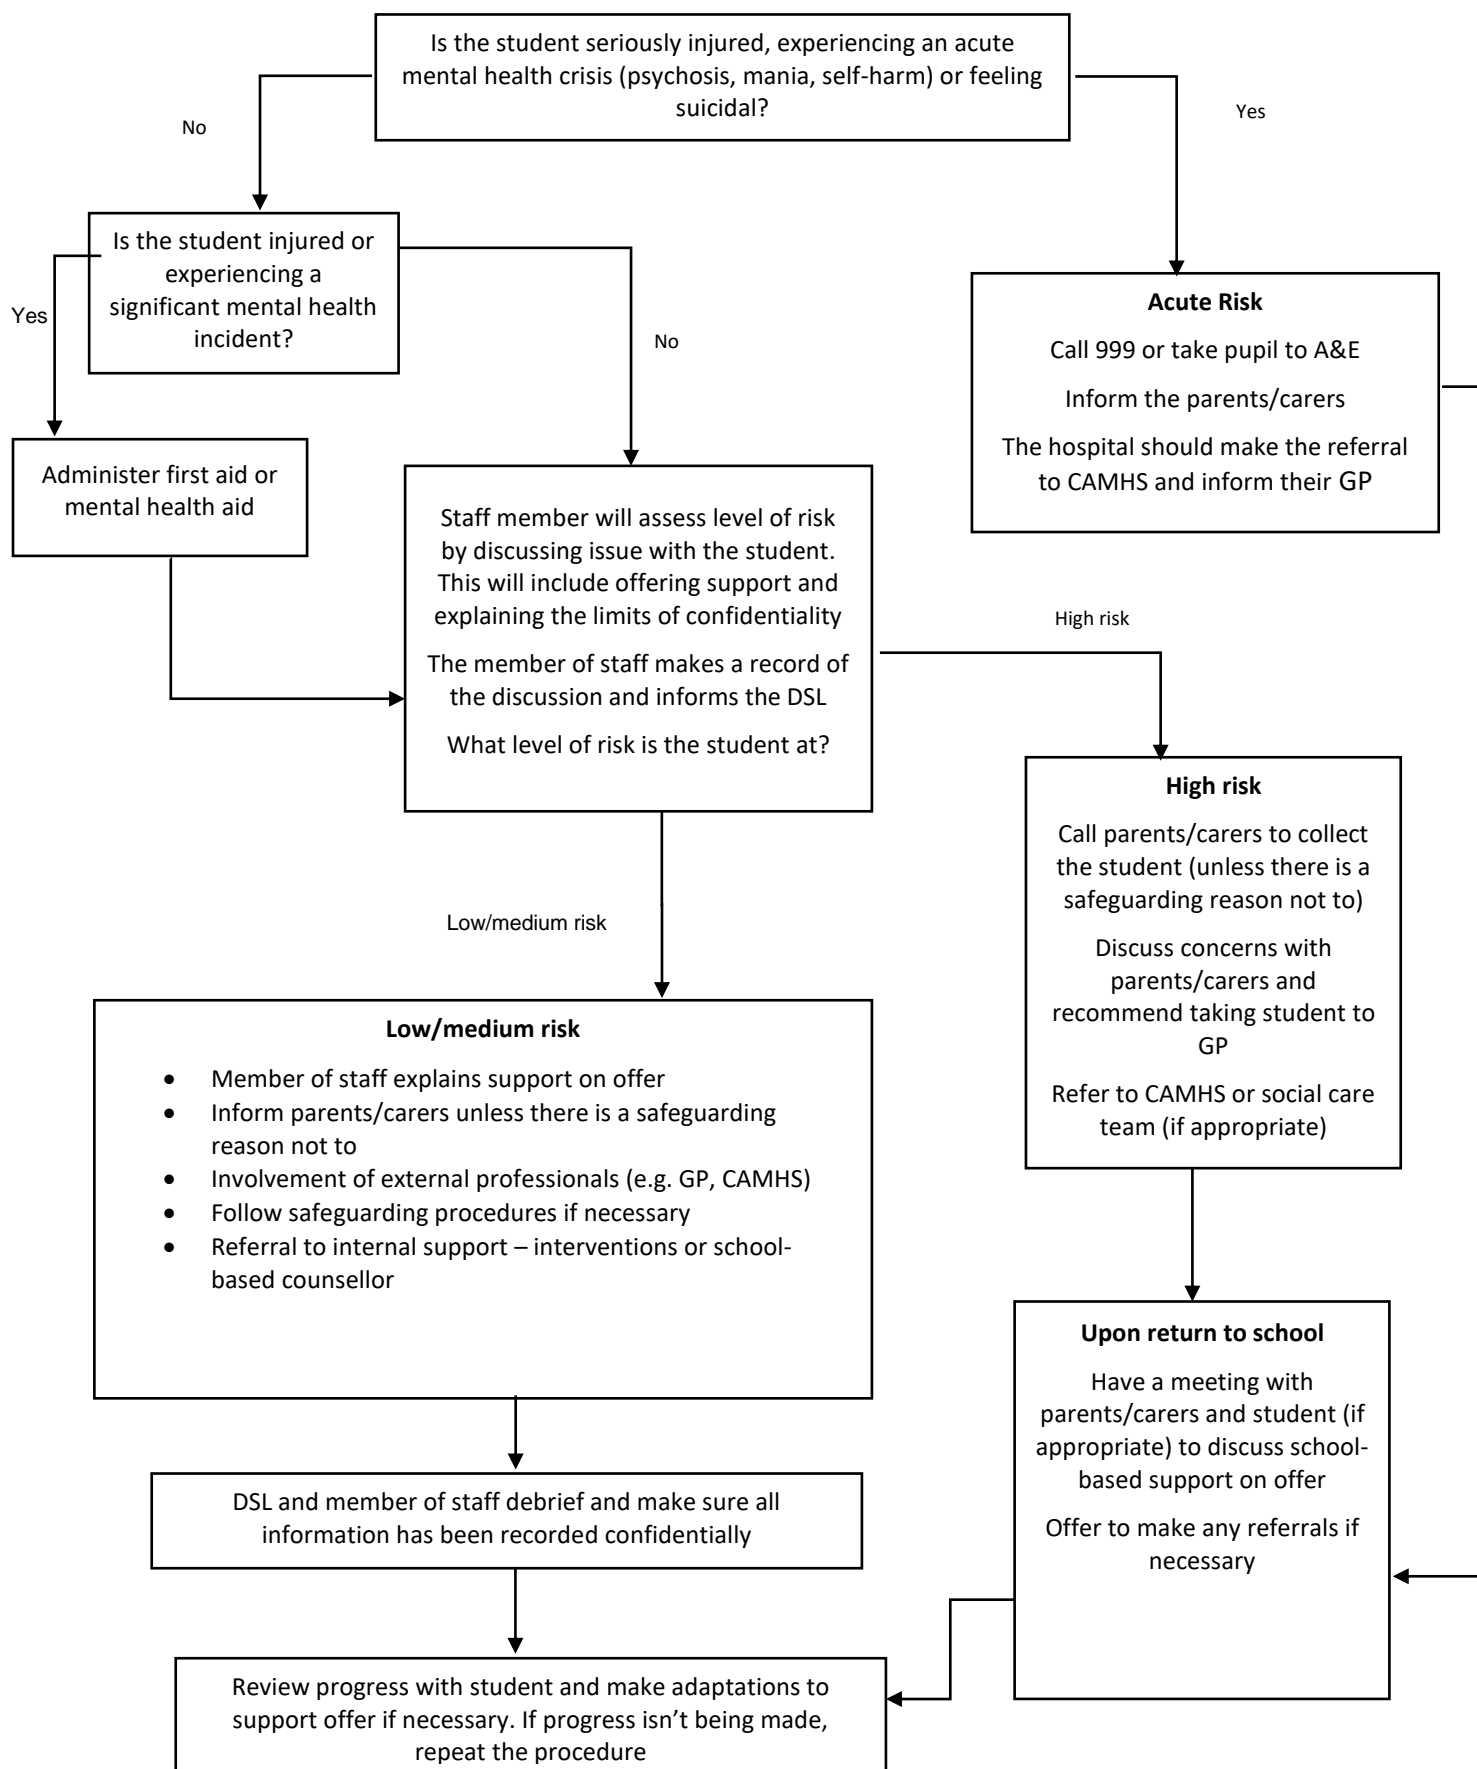 Is the student seriously injured, experiencing an acute
mental health crisis (psychosis, mania, self-harm) or feeling
suicidal?
No
Yes
Is the student injured or
experiencing a
significant mental health
incident?
Yes
No
Acute Risk
Call 999 or take pupil to A&E
Inform the parents/carers
The hospital should make the referral
to CAMHS and inform their GP
Administer first aid or
mental health aid
Staff member will assess level of risk
by discussing issue with the student.
This will include offering support and
explaining the limits of confidentiality
The member of staff makes a record of
the discussion and informs the DSL
What level of risk is the student at?
High risk
High risk
Call parents/carers to collect
the student (unless there is a
safeguarding reason not to)
Discuss concerns with
parents/carers and
recommend taking student to
GP
Refer to CAMHS or social care
team (if appropriate)
Low/medium risk
Low/medium risk
• Member of staff explains support on offer
• Inform parents/carers unless there is a safeguarding
reason not to
• Involvement of external professionals (e.g. GP, CAMHS)
• Follow safeguarding procedures if necessary
• Referral to internal support – interventions or school-
based counsellor
Upon return to school
Have a meeting with
parents/carers and student (if
appropriate) to discuss school-
based support on offer
Offer to make any referrals if
necessary
DSL and member of staff debrief and make sure all
information has been recorded confidentially
Review progress with student and make adaptations to
support offer if necessary. If progress isn’t being made,
repeat the procedure